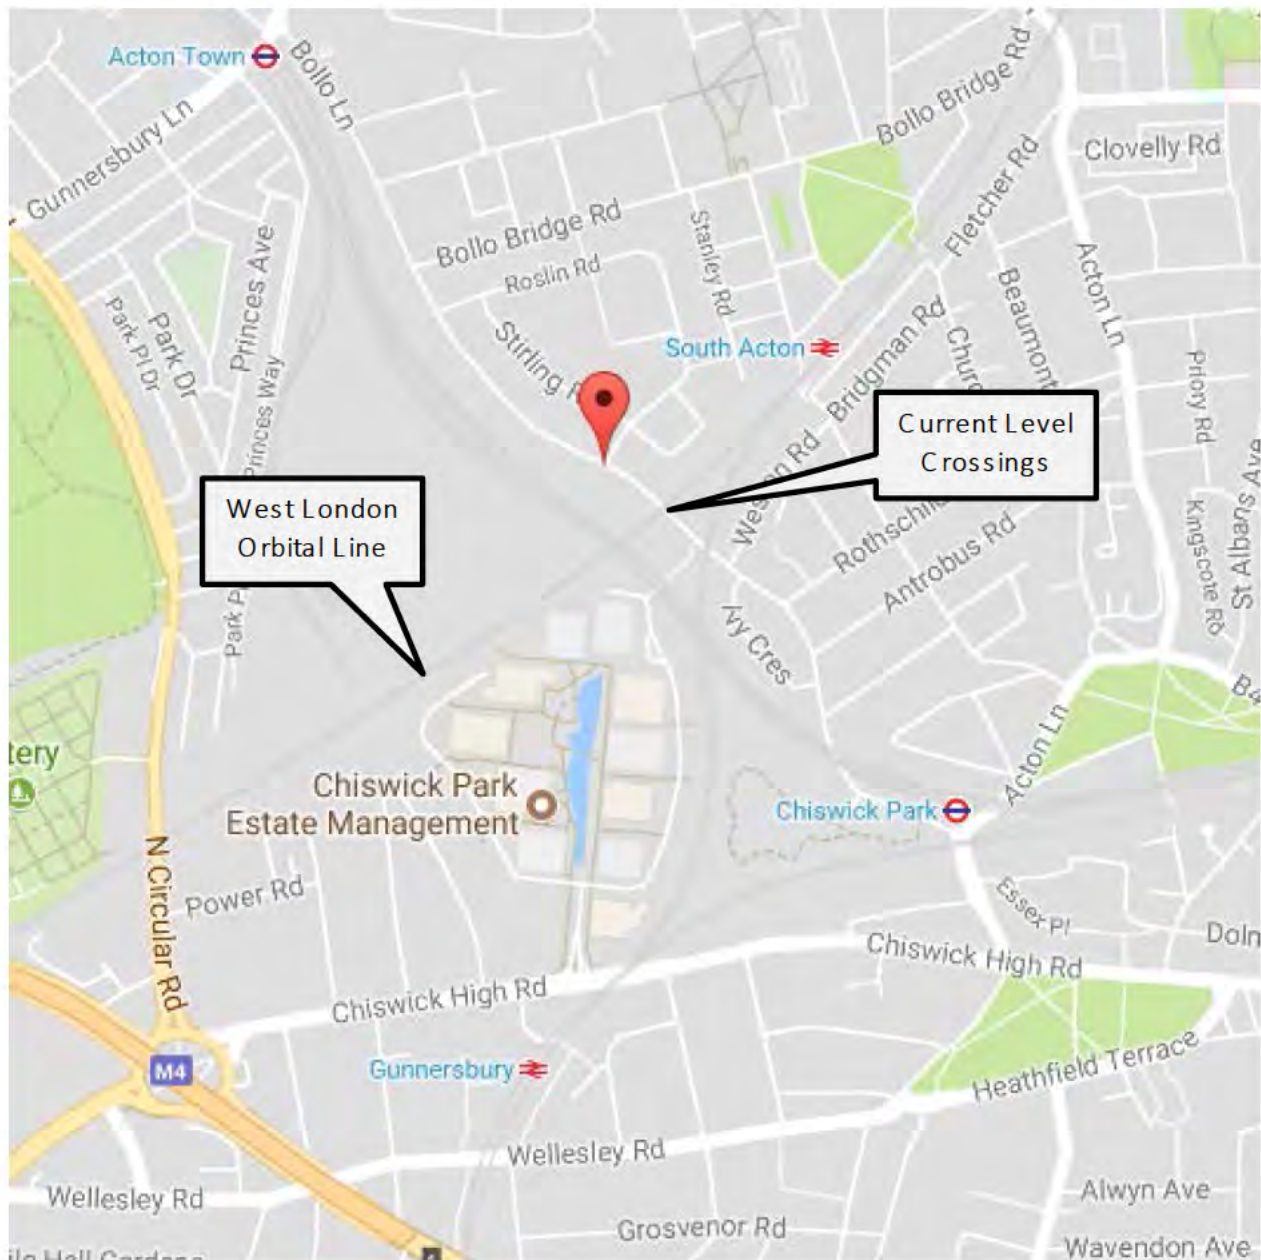 Acton Town
Bollo Ln
Bollo Bridge Rd
Gunnersbury Ln
Clovelly Rd
Fletcher Rd
Bollo Bridge Rd
Stanley Rd
Roslin Rd
Princes Ave
Acton Ln
Beaumont
Park Pl Dr
Park Dr
Stirling
South Acton
Bridgman Rd
Priory Rd
Princes Way
Current Level
Crossings
West London
Orbital Line
Rothschild
Antrobus Rd
Kingscote Rd
St Albans Ave
Ivy Cres
B4
Acton Ln
tery
Chiswick Park
Estate Management
Chiswick Park
N Circular Rd
Power Rd
Essex Pl
Chiswick High Rd
Chiswick High Rd
M4
Gunnersbury
Heathfield Terrace
Wellesley Rd
Wellesley Rd
Alwyn Ave
Grosvenor Rd
Wavendon Ave